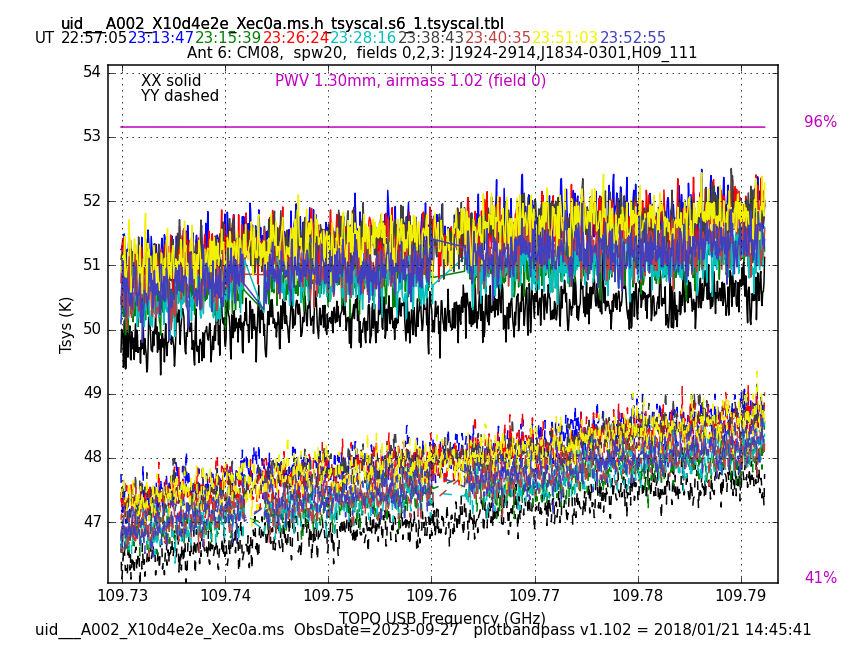 uid___A002_X10d4e2e_Xec0a.ms.h_tsyscal.s6_1.tsyscal.tbl
UT 22:57:05 23:13:47 23:15:39 23:26:24 23:28:16 23:38:43 23:40:35 23:51:03 23:52:55
Ant 6: CM08,  spw20,  fields 0,2,3: J1924-2914,J1834-0301,H09_111
XX solid
YY dashed
PWV 1.30mm, airmass 1.02 (field 0)
96%
41%
54
53
52
51
50
49
48
47
Tsys (K)
109.73 109.74 109.75 109.76 109.77 109.78 109.79
TOPO USB Frequency (GHz)
uid___A002_X10d4e2e_Xec0a.ms  ObsDate=2023-09-27   plotbandpass v1.102 = 2018/01/21 14:45:41